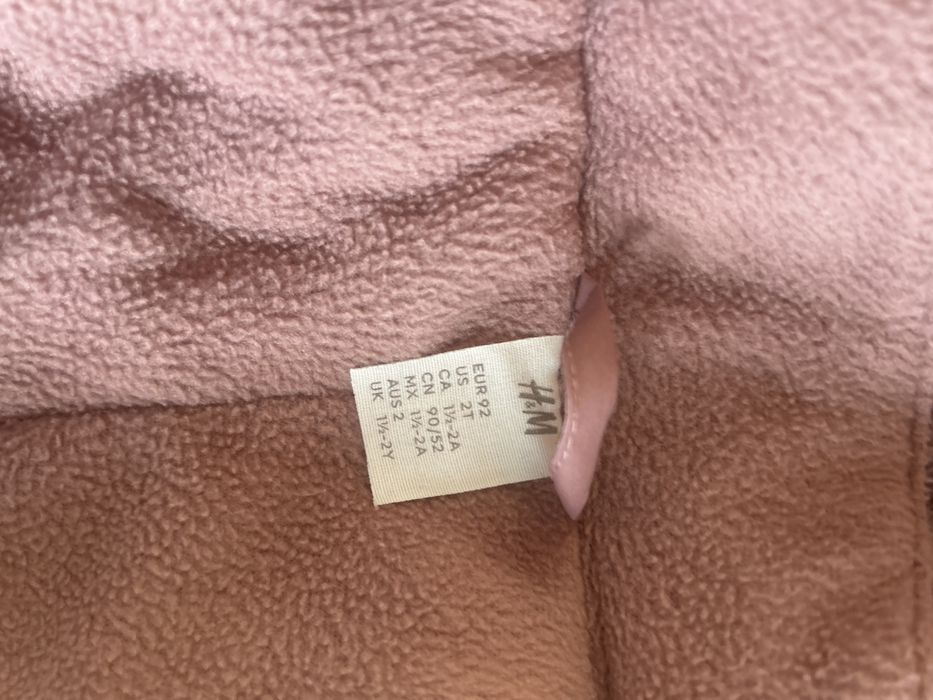 H&M
EUR 92
US 2T
CA 1½-2A
CN 90/52
MX 1½-2A
AUS 2
UK 1½-2Y